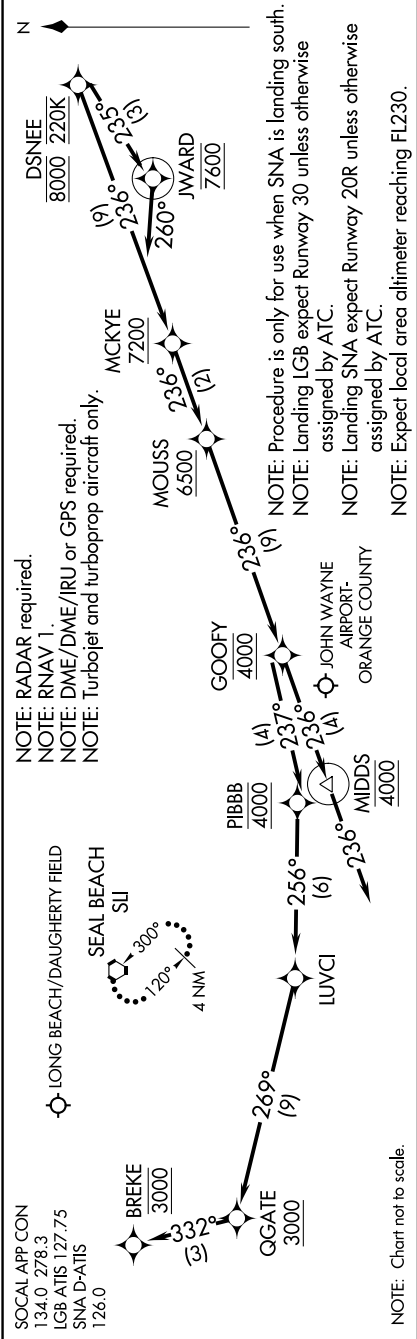 SOCAL APP CON
134.0 278.3
LGB ATIS 127.75
SNA D-ATIS
126.0
LONG BEACH/DAUGHERTY FIELD
NOTE: RADAR required.
NOTE: RNAV 1.
NOTE: DME/DME/IRU or GPS required.
NOTE: Turbojet and turboprop aircraft only.
N
SEAL BEACH
SLI
300°
120°
4 NM
BREKE
3000
332°
(3)
QGATE
3000
269°
(9)
LUVCI
256°
(6)
PIBBB
4000
(4)
237°
236°
(4)
MIDDS
4000
236°
GOOFY
4000
JOHN WAYNE
AIRPORT-
ORANGE COUNTY
236°
(9)
MOUSS
6500
236°
(2)
MCKYE
7200
(9)
236°
DSNEE
8000 220K
235°
(3)
260°
JWARD
7600
NOTE: Procedure is only for use when SNA is landing south.
NOTE: Landing LGB expect Runway 30 unless otherwise
assigned by ATC.
NOTE: Landing SNA expect Runway 20R unless otherwise
assigned by ATC.
NOTE: Expect local area altimeter reaching FL230.
NOTE: Chart not to scale.